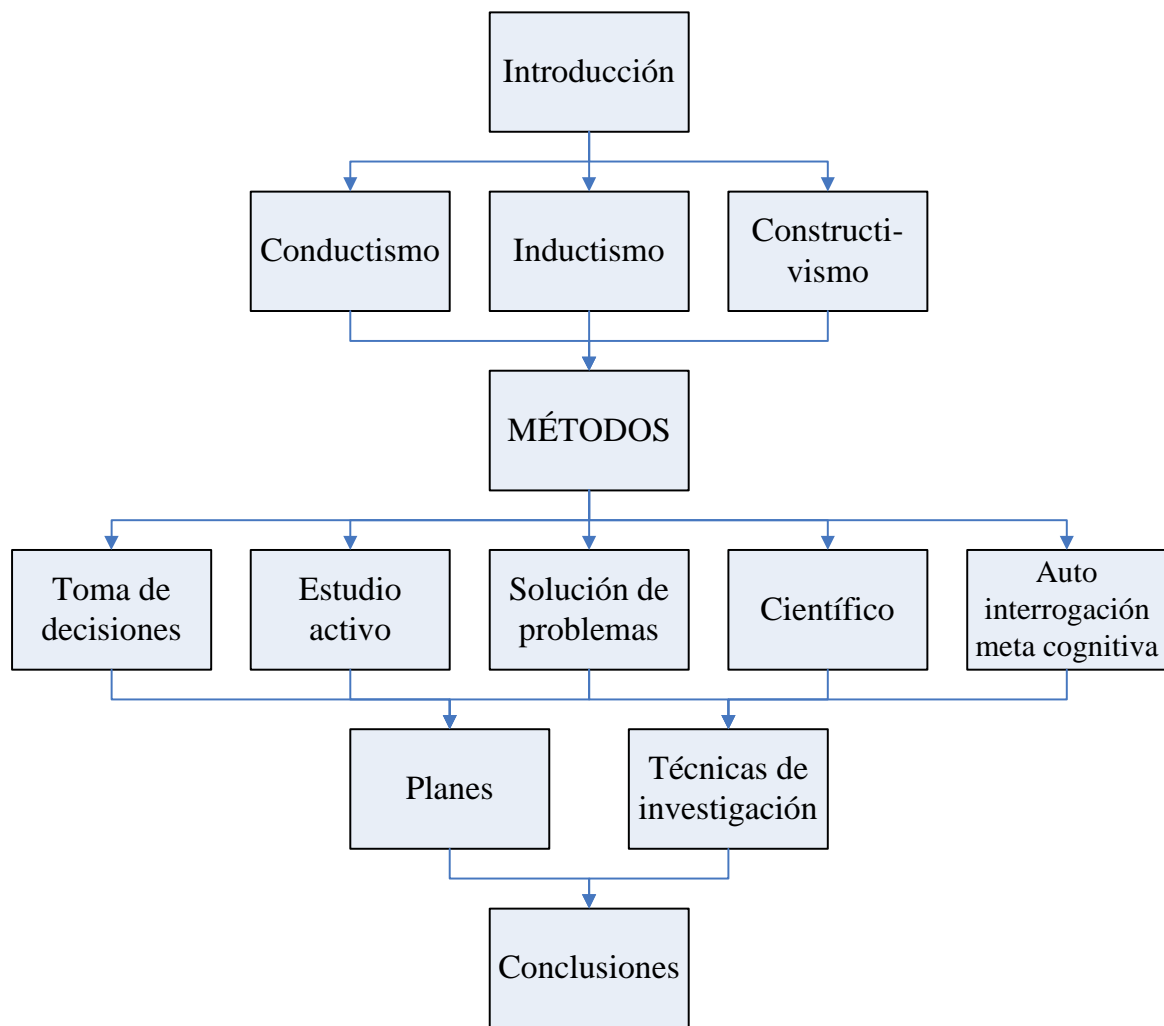 Introducción
Conductismo
Inductismo
Constructi-
vismo
MÉTODOS
Toma de
decisiones
Estudio
activo
Solución de
problemas
Científico
Auto
interrogación
meta cognitiva
Planes
Técnicas de
investigación
Conclusiones